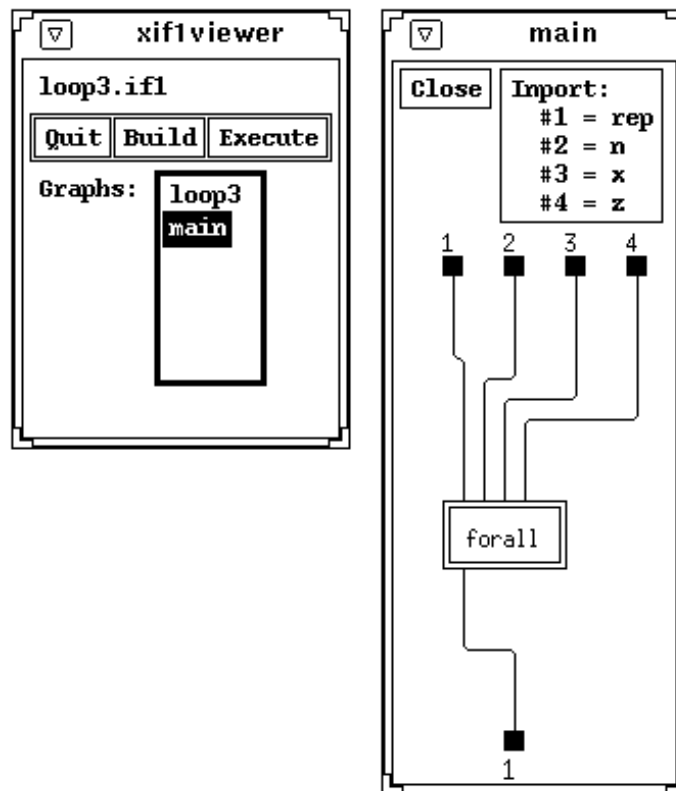 xif1viewer
loop3.if1
Quit Build Execute
Graphs:
loop3
main
main
Close
Import:
#1 = rep
#2 = n
#3 = x
#4 = z
1 2 3 4
forall
1